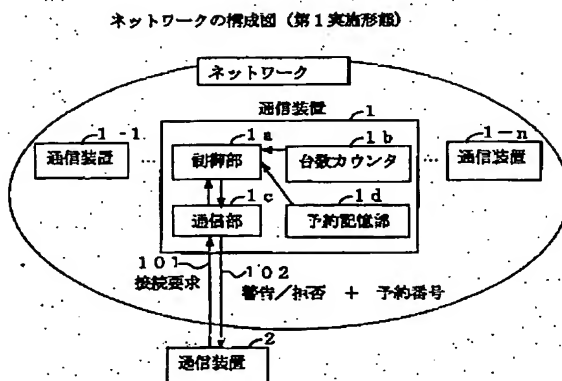 ネットワークの構成図(第1実施形態)
ネットワーク
通信装置 1
1-1 1a 1b 1-n
通信装置 … 制御部 台数カウンタ … 通信装置
1c 1d
通信部 予約記憶部
101 102
接続要求 警告/拒否 + 予約番号
2
通信装置